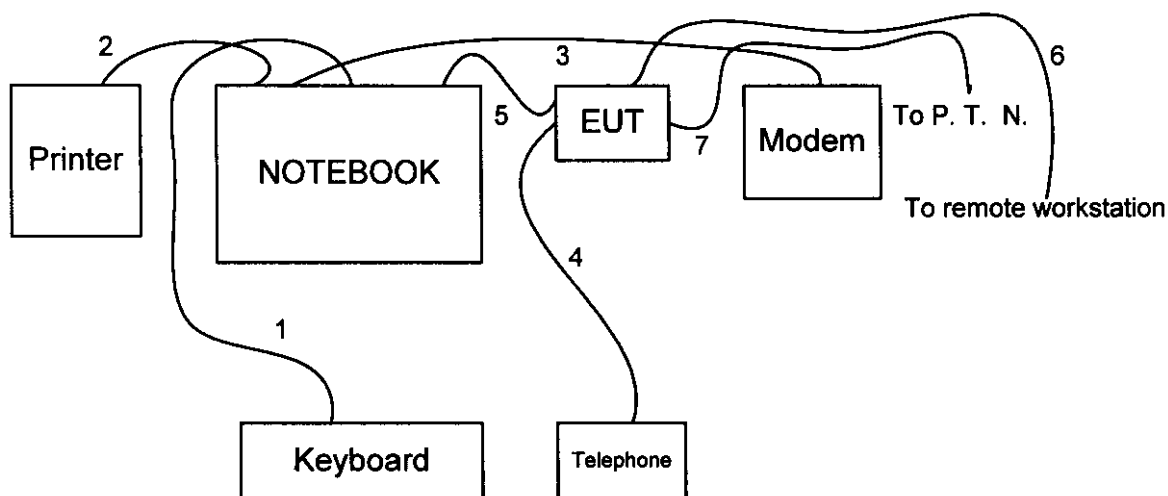 2
3
6
5
EUT
7
To P. T. N.
Printer
NOTEBOOK
Modem
To remote workstation
4
1
Keyboard
Telephone